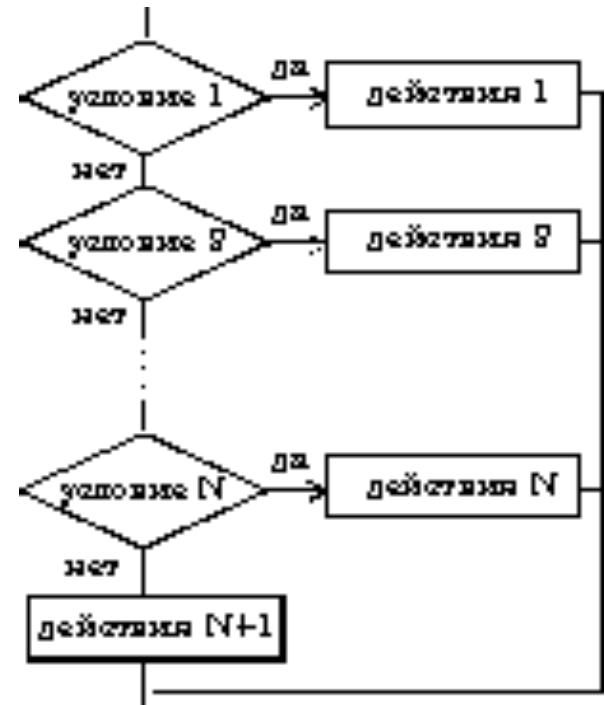 да
условие 1
действия 1
нет
да
условие 2
действия 2
нет
да
условие N
действия N
нет
действия N+1